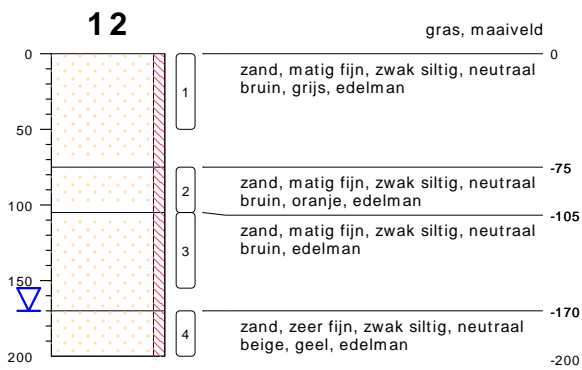 12
gras, maaiveld
0
0
zand, matig fijn, zwak siltig, neutraal
bruin, grijs, edelman
1
50
-75
zand, matig fijn, zwak siltig, neutraal
bruin, oranje, edelman
2
100
-105
zand, matig fijn, zwak siltig, neutraal
bruin, edelman
3
150
-170
zand, zeer fijn, zwak siltig, neutraal
beige, geel, edelman
4
200
-200